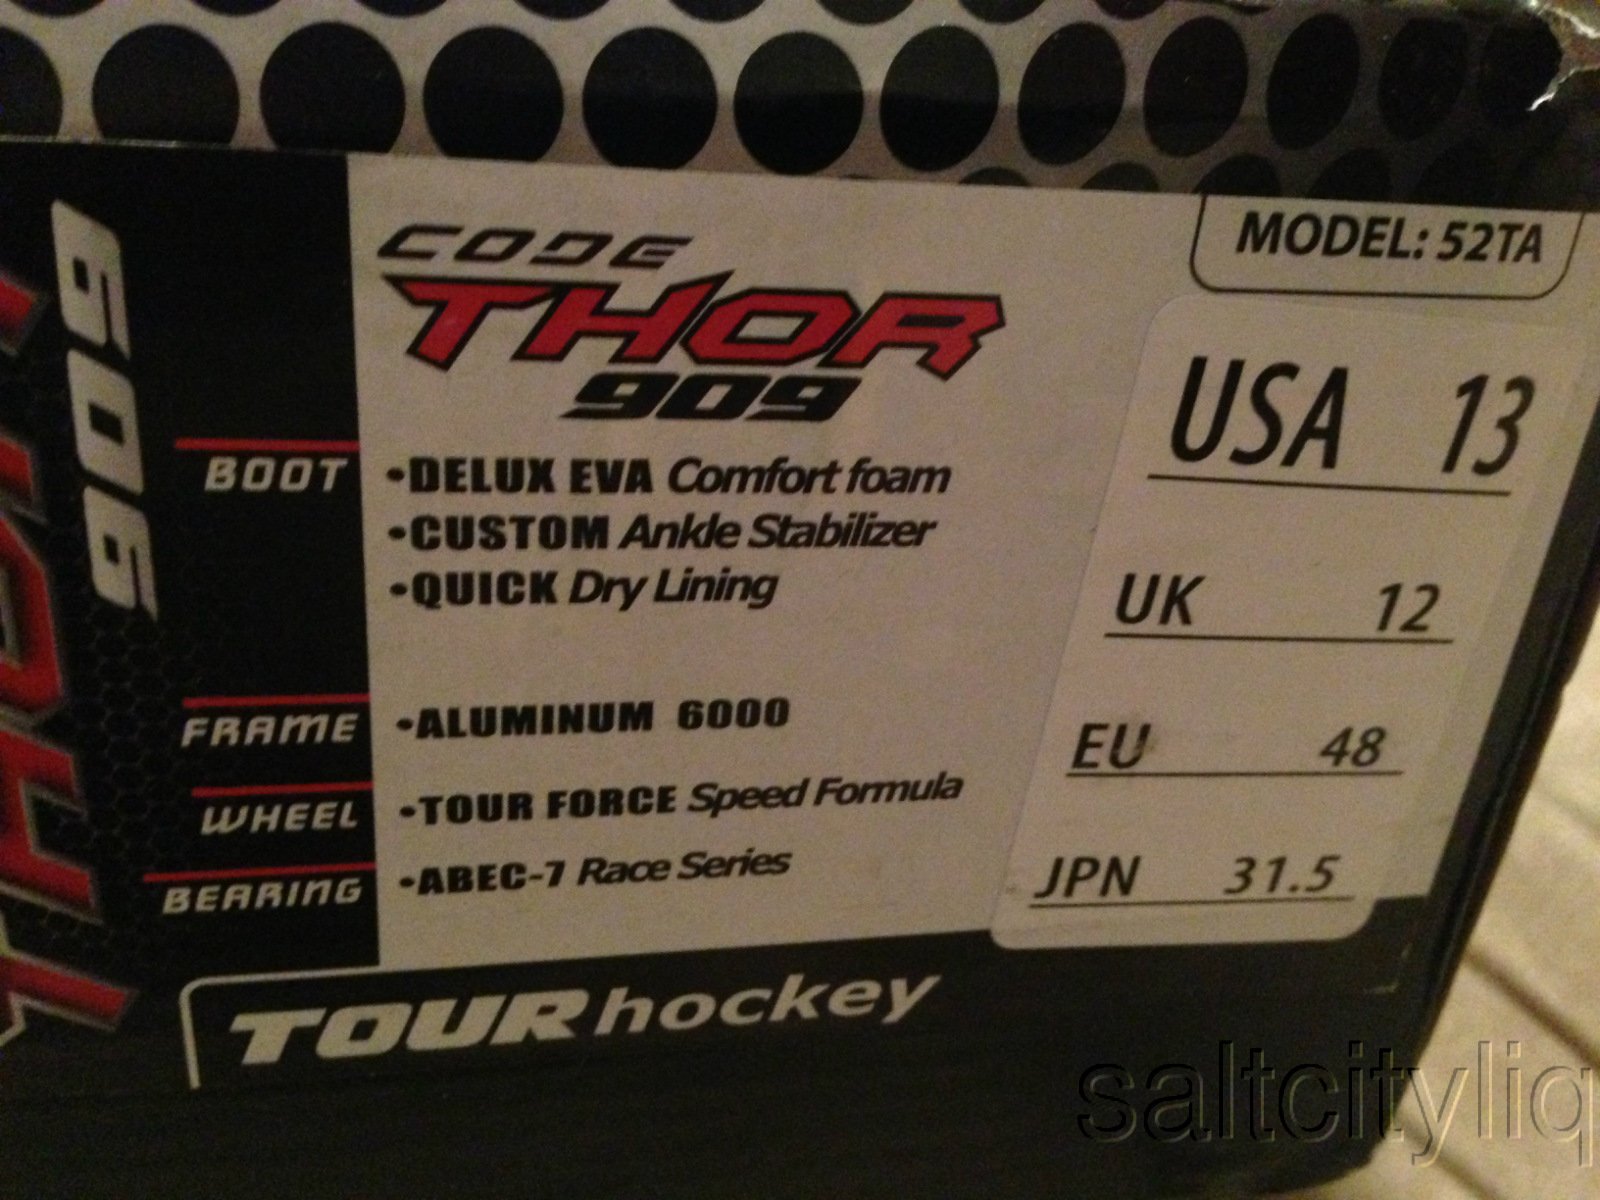 CODE
THOR
909
MODEL: 52TA
909
THOR
BOOT
•DELUX EVA Comfort foam
•CUSTOM Ankle Stabilizer
•QUICK Dry Lining
FRAME
•ALUMINUM 6000
WHEEL
•TOUR FORCE Speed Formula
BEARING
•ABEC-7 Race Series
USA 13
UK 12
EU 48
JPN 31.5
TOUR hockey
saltcityliq